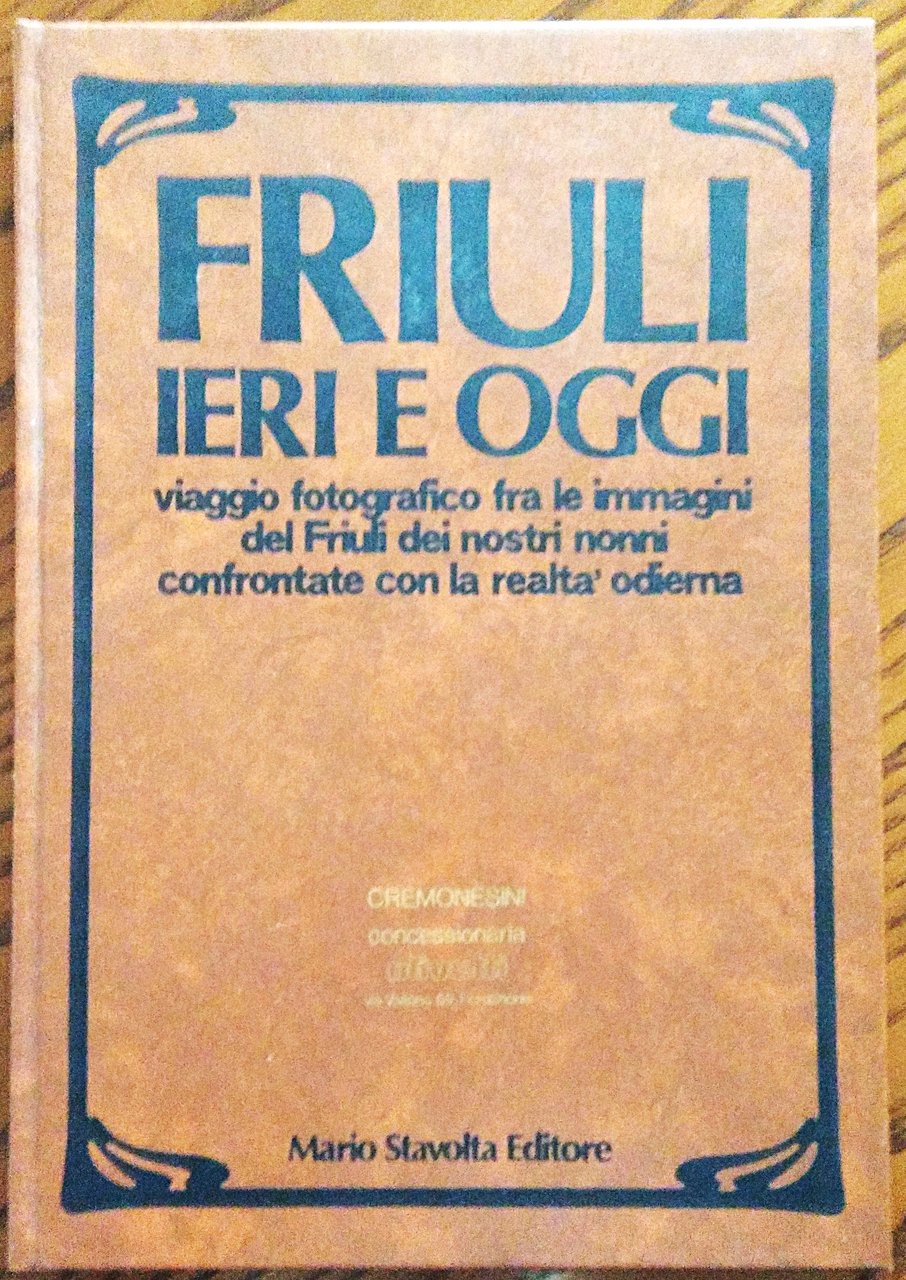 FRIULI
IERI E OGGI
viaggio fotografico fra le immagini
del Friuli dei nostri nonni
confrontate con la realta' odierna
CREMONESINI
concessionaria
Mario Stavolta Editore